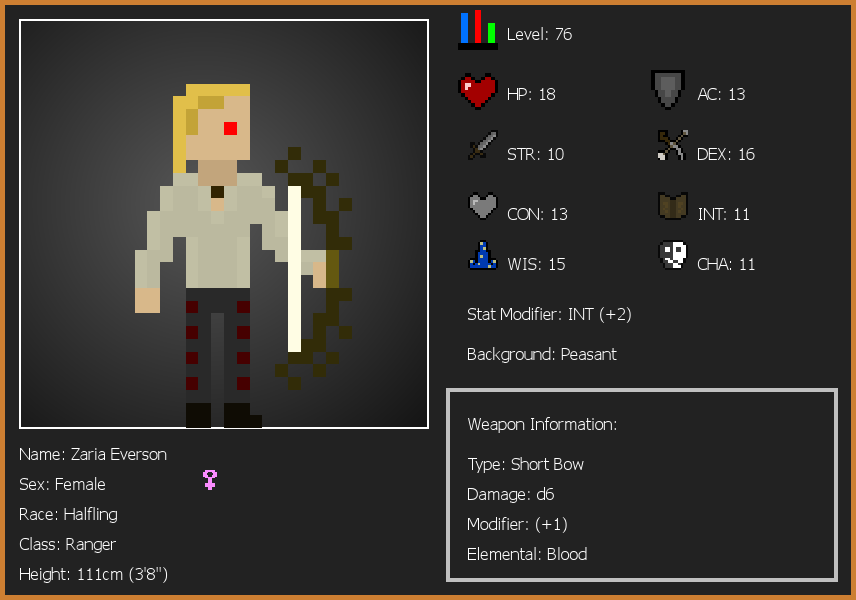 Level: 76
HP: 18
AC: 13
STR: 10
DEX: 16
CON: 13
INT: 11
WIS: 15
CHA: 11
Stat Modifier: INT (+2)
Background: Peasant
Weapon Information:
Type: Short Bow
Damage: d6
Modifier: (+1)
Elemental: Blood
Name: Zaria Everson
Sex: Female
Race: Halfling
Class: Ranger
Height: 111cm (3'8")